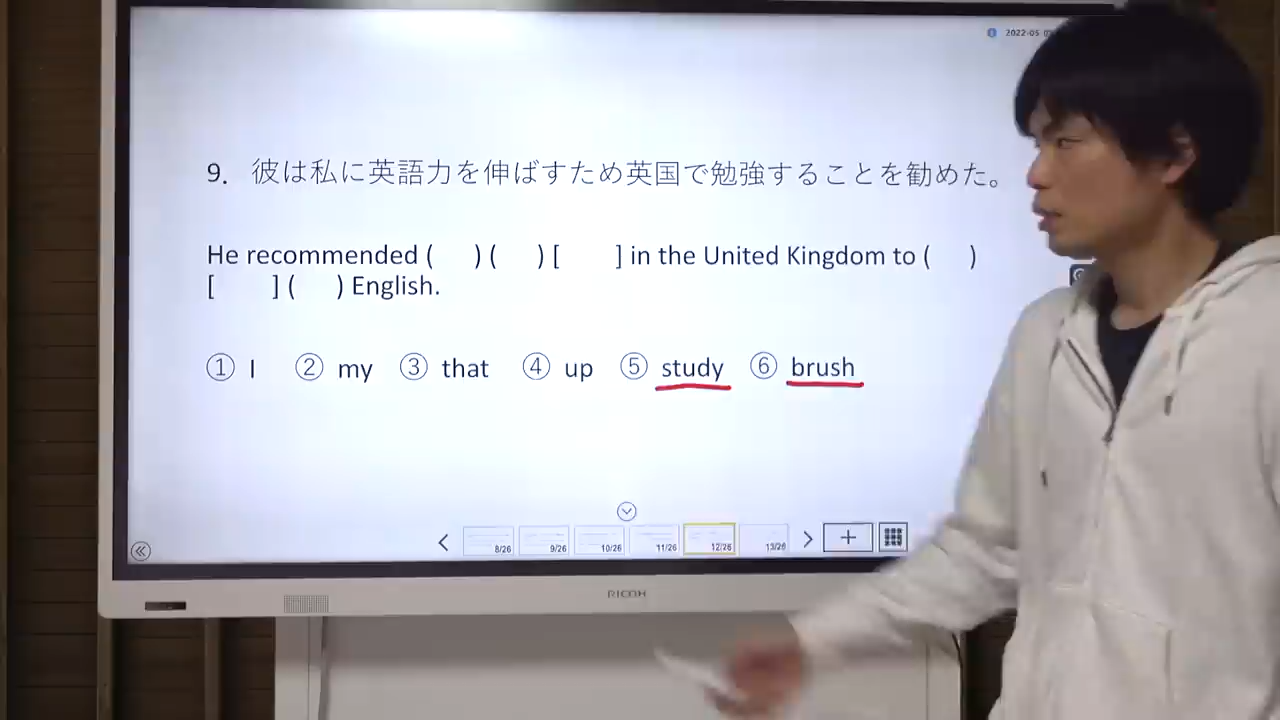 2022-05
9. 彼は私に英語力を伸ばすため英国で勉強することを勧めた。
He recommended ( ) ( ) [ ] in the United Kingdom to ( )
[ ] ( ) English.
① I ② my ③ that ④ up ⑤ study ⑥ brush
8/26 9/26 10/26 11/26 12/26 13/26
RICOH